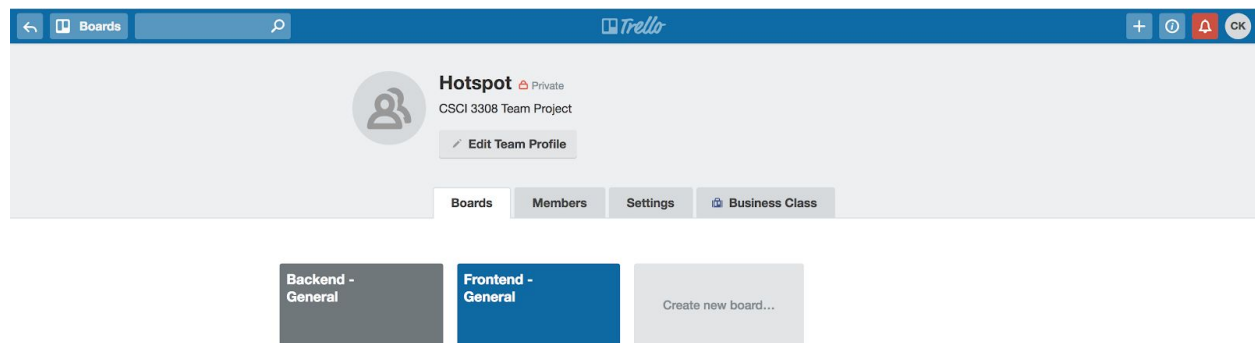 Boards
Trello
CK
Hotspot Private
CSCI 3308 Team Project
Edit Team Profile
Boards Members Settings Business Class
Backend -
General
Frontend -
General
Create new board...